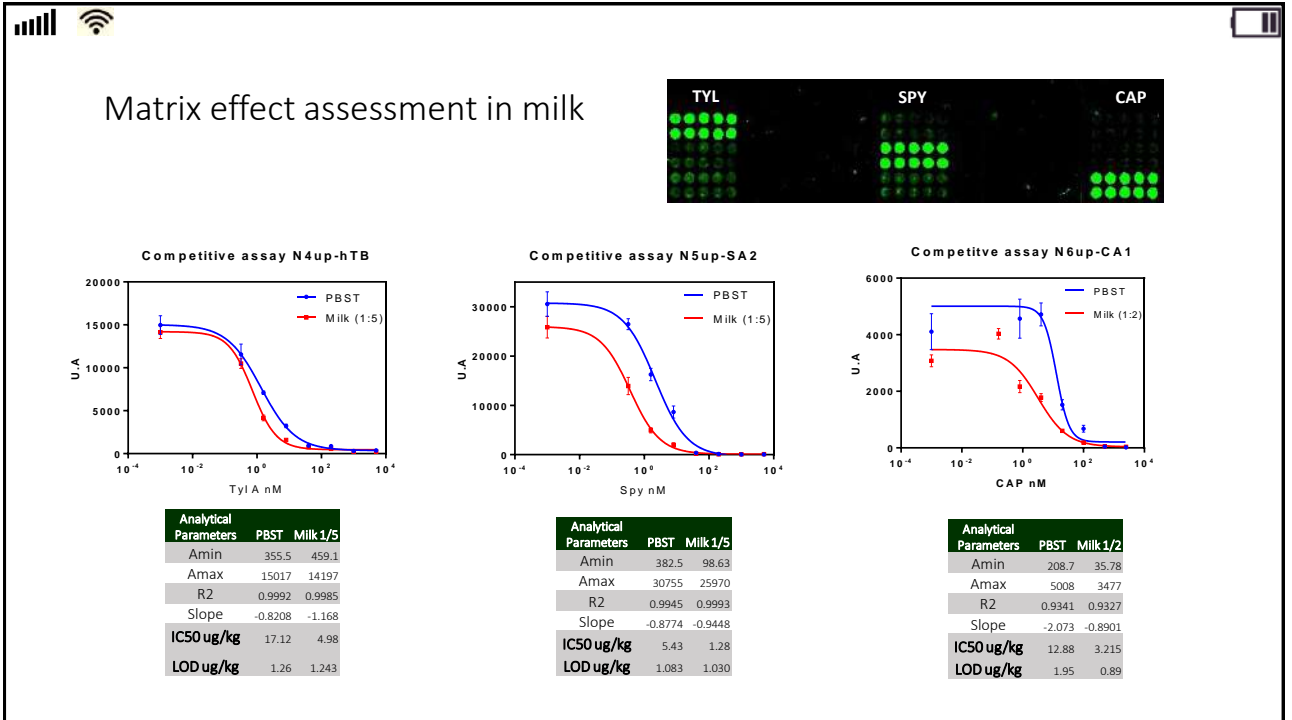 Matrix effect assessment in milk
TYL SPY CAP
Competitive assay N4up-hTB
PBST
Milk (1:5)
U.A
20000
15000
10000
5000
0
10-4 10-2 100 102 104
Tyl A nM
Analytical Parameters PBST Milk 1/5
Amin 355.5 459.1
Amax 15017 14197
R2 0.9992 0.9985
Slope -0.8208 -1.168
IC50 ug/kg 17.12 4.98
LOD ug/kg 1.26 1.243
Competitive assay N5up-SA2
PBST
Milk (1:5)
U.A
30000
20000
10000
0
10-4 10-2 100 102 104
Spy nM
Analytical Parameters PBST Milk 1/5
Amin 382.5 98.63
Amax 30755 25970
R2 0.9945 0.9993
Slope -0.8774 -0.9448
IC50 ug/kg 5.43 1.28
LOD ug/kg 1.083 1.030
Competitve assay N6up-CA1
PBST
Milk (1:2)
U.A
6000
4000
2000
0
10-4 10-2 100 102 104
CAP nM
Analytical Parameters PBST Milk 1/2
Amin 208.7 35.78
Amax 5008 3477
R2 0.9341 0.9327
Slope -2.073 -0.8901
IC50 ug/kg 12.88 3.215
LOD ug/kg 1.95 0.89